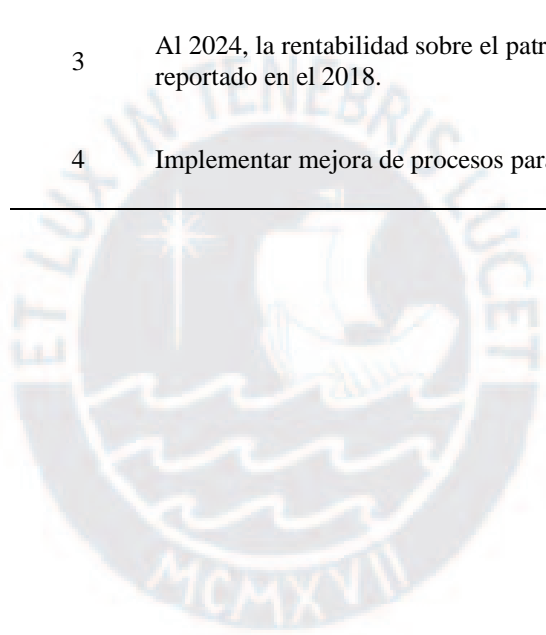 3 Al 2024, la rentabilidad sobre el patr
reportado en el 2018.
4 Implementar mejora de procesos para
ET LUX IN TENEBRIS LUCET
MCMXVII